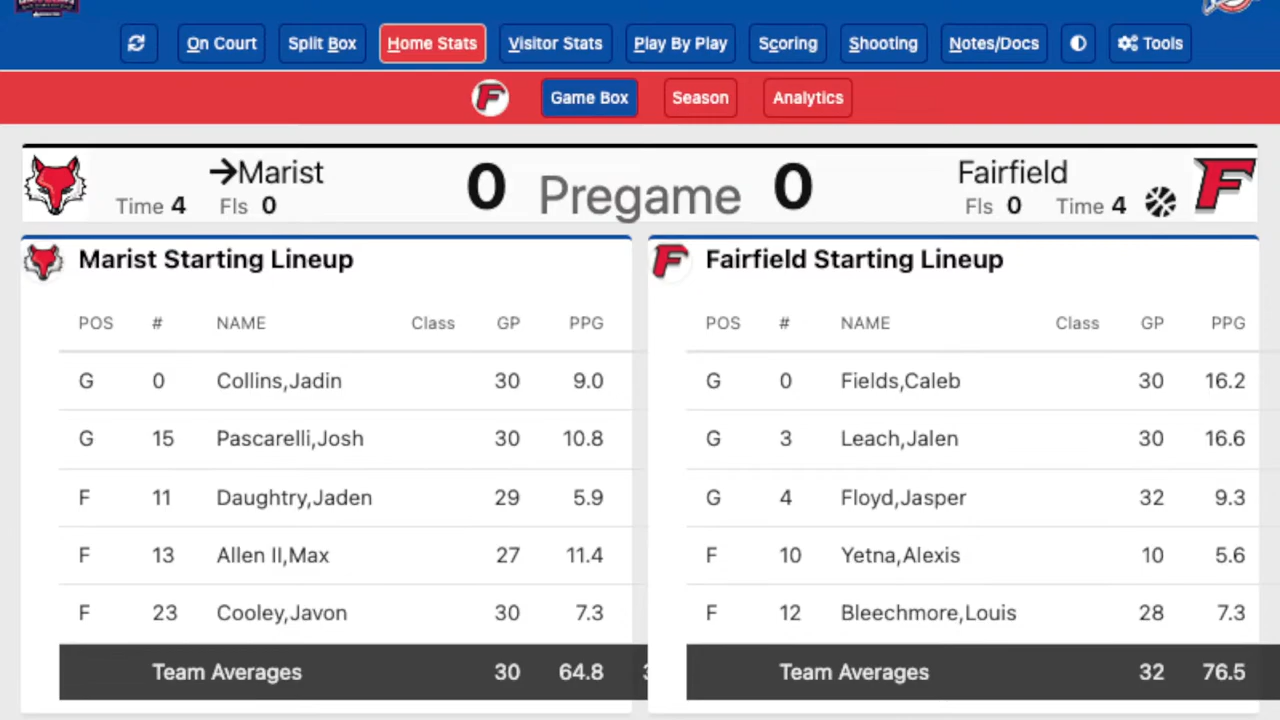 On Court Split Box Home Stats Visitor Stats Play By Play Scoring Shooting Notes/Docs Tools
F Game Box Season Analytics
→Marist 0 Pregame 0 Fairfield F
Time 4 Fls 0 Fls 0 Time 4
Marist Starting Lineup
POS # NAME Class GP PPG
G 0 Collins,Jadin 30 9.0
G 15 Pascarelli,Josh 30 10.8
F 11 Daughtry,Jaden 29 5.9
F 13 Allen II,Max 27 11.4
F 23 Cooley,Javon 30 7.3
Team Averages 30 64.8
F Fairfield Starting Lineup
POS # NAME Class GP PPG
G 0 Fields,Caleb 30 16.2
G 3 Leach,Jalen 30 16.6
G 4 Floyd,Jasper 32 9.3
F 10 Yetna,Alexis 10 5.6
F 12 Bleechmore,Louis 28 7.3
Team Averages 32 76.5